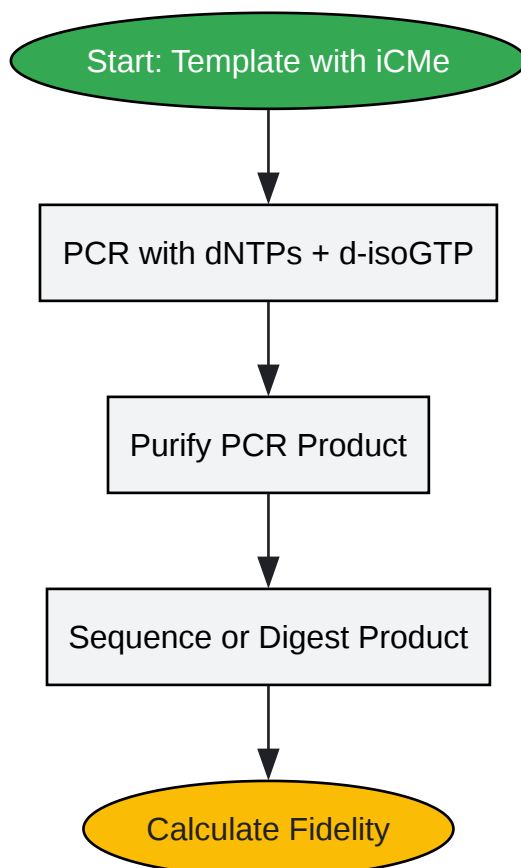 Start: Template with iCMe
PCR with dNTPs + d-isoGTP
Purify PCR Product
Sequence or Digest Product
Calculate Fidelity